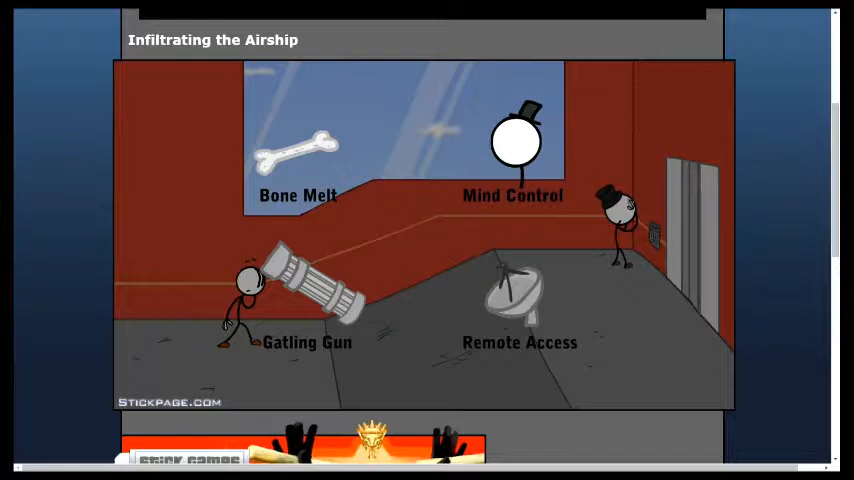 Infiltrating the Airship
Bone Melt
Mind Control
Gatling Gun
Remote Access
STICKPAGE.COM
STICK GAMES